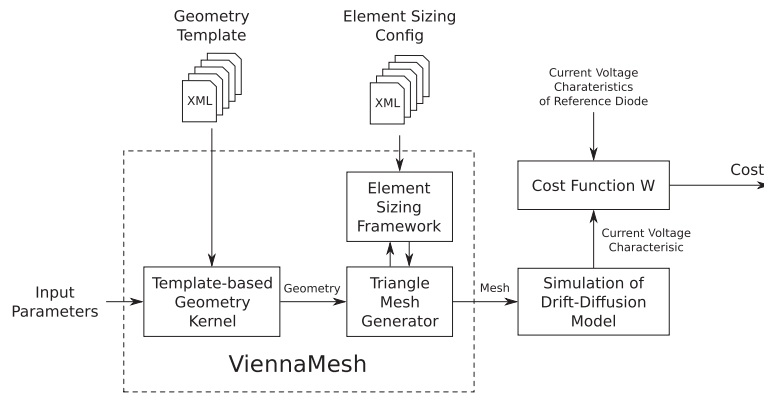 Geometry
Template
Element Sizing
Config
XML
XML
Current Voltage
Charateristics
of Reference Diode
Element
Sizing
Framework
Cost Function W
Cost
Current Voltage
Characterisic
Input
Parameters
Template-based
Geometry
Kernel
Geometry
Triangle
Mesh
Generator
Mesh
Simulation of
Drift-Diffusion
Model
ViennaMesh